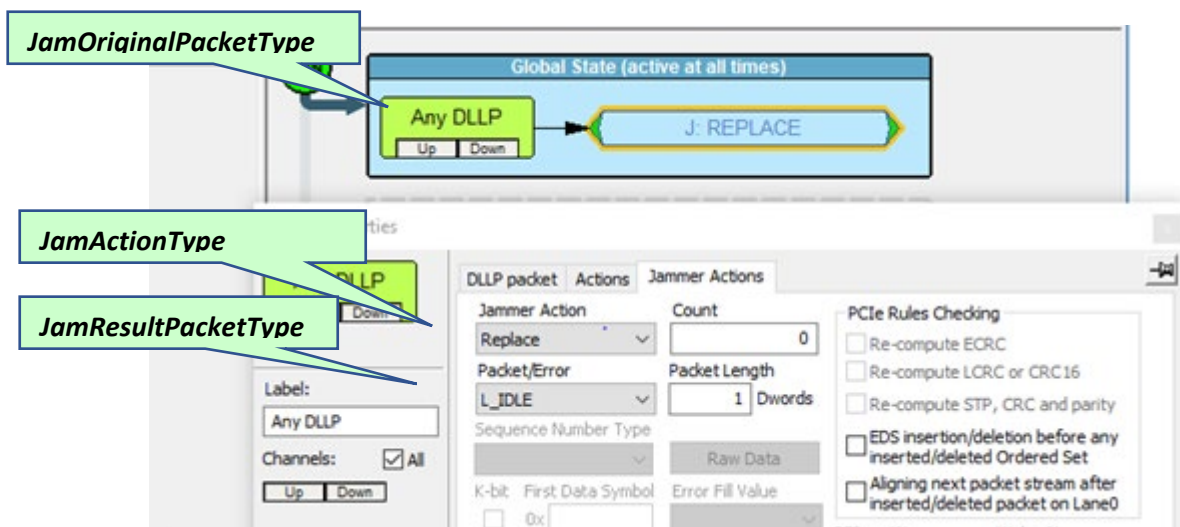 JamOriginalPacketType
Global State (active at all times)
Any DLLP
Up Down
J: REPLACE
JamActionType
JamResultPacketType
DLLP packet Actions Jammer Actions
Jammer Action Count PCIe Rules Checking
Replace 0 Re-compute ECRC
Packet/Error Packet Length Re-compute LCRC or CRC16
L_IDLE 1 Dwords Re-compute STP, CRC and parity
Sequence Number Type
Raw Data
EDS insertion/deletion before any
inserted/deleted Ordered Set
K-bit First Data Symbol Error Fill Value
0x
Aligning next packet stream after
inserted/deleted packet on Lane0
Down
Label:
Any DLLP
Channels: All
Up Down